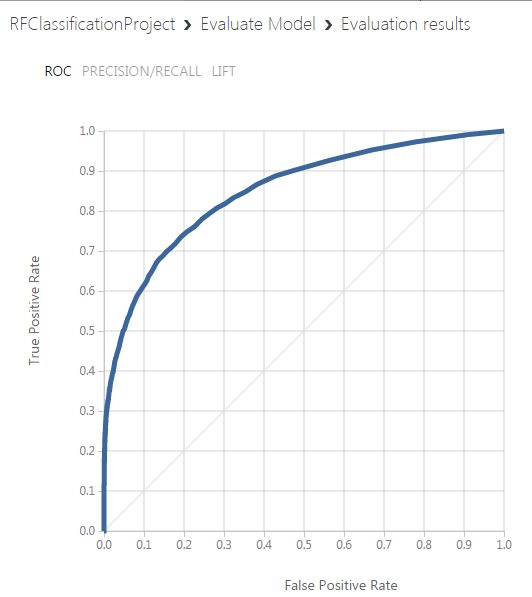 RFClassificationProject › Evaluate Model › Evaluation results
ROC PRECISION/RECALL LIFT
1.0
0.9
0.8
0.7
0.6
0.5
0.4
0.3
0.2
0.1
0.0
True Positive Rate
0.0 0.1 0.2 0.3 0.4 0.5 0.6 0.7 0.8 0.9 1.0
False Positive Rate